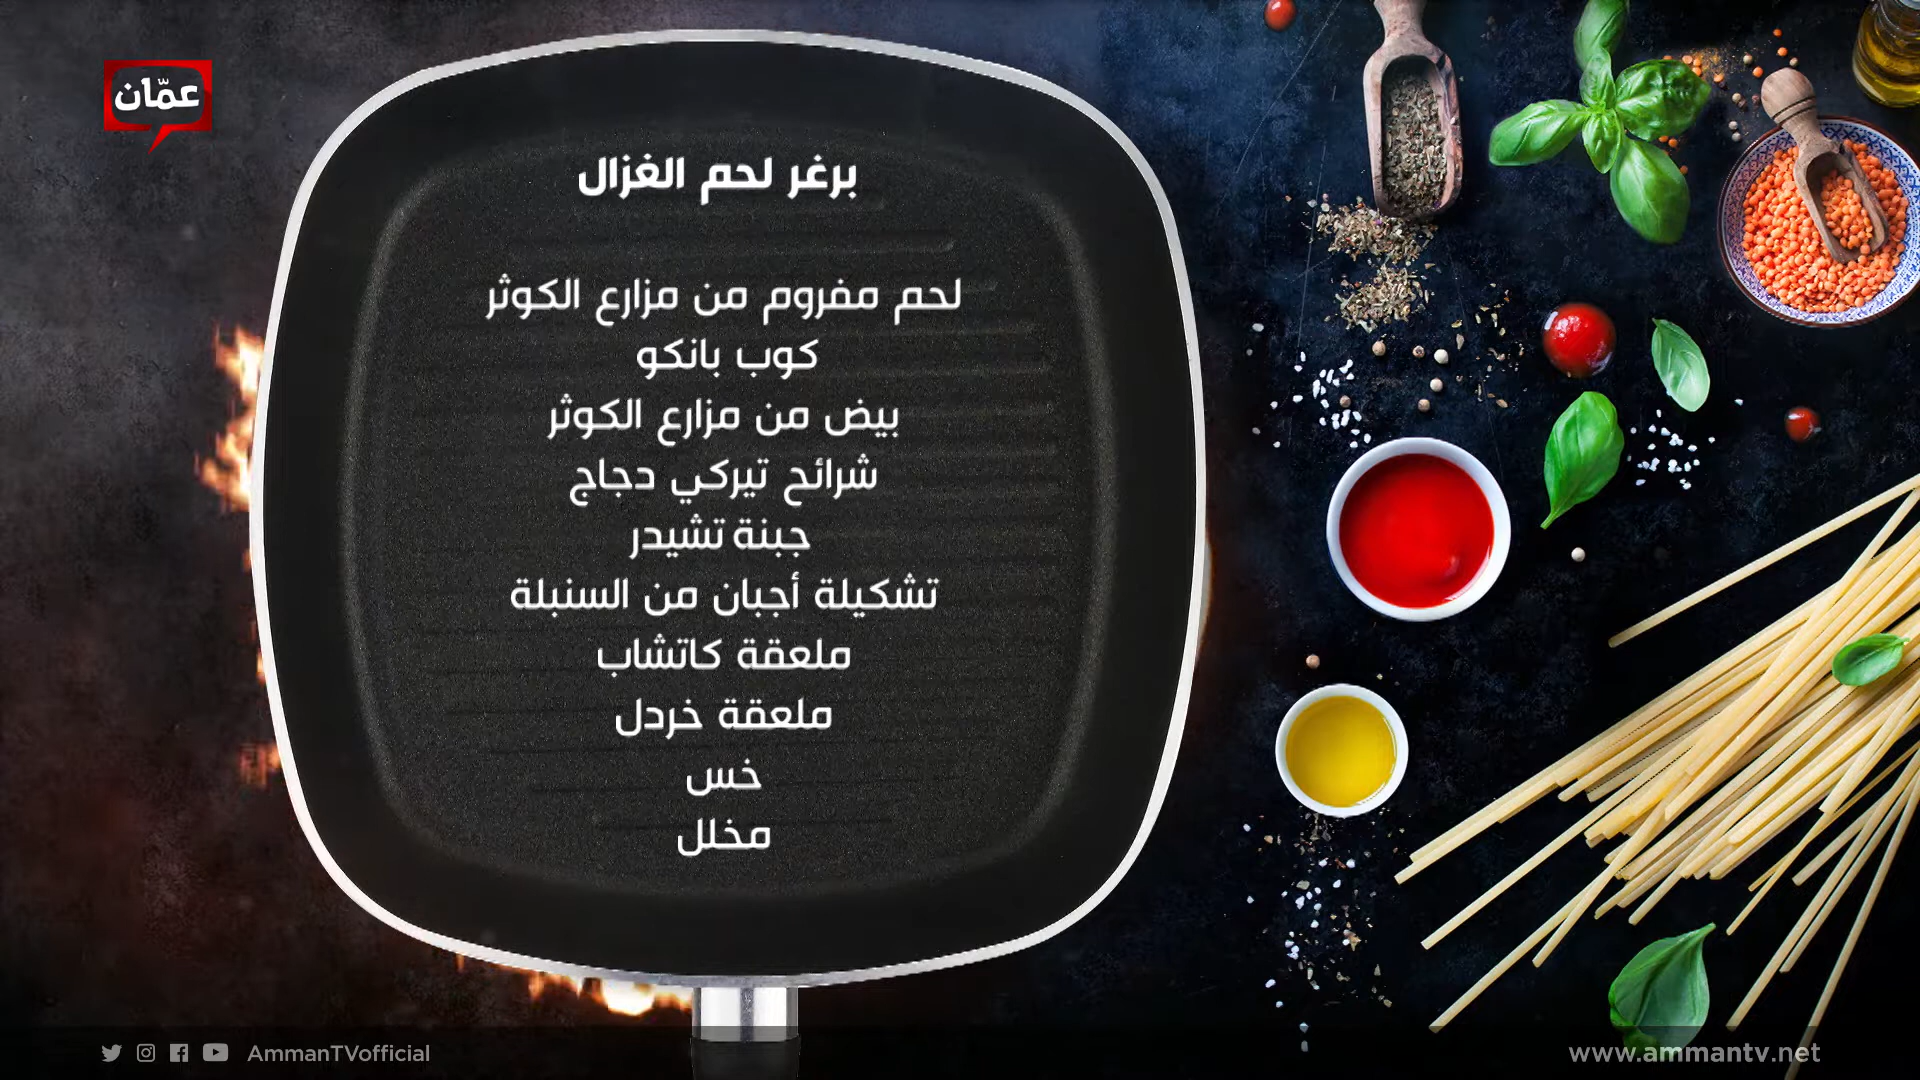 عمّان
برغر لحم الغزال
لحم مفروم من مزارع الكوثر
كوب بانكو
بيض من مزارع الكوثر
شرائح تيركي دجاج
جبنة تشيدر
تشكيلة أجبان من السنبلة
ملعقة كاتشاب
ملعقة خردل
خس
مخلل
AmmanTVofficial
www.ammantv.net